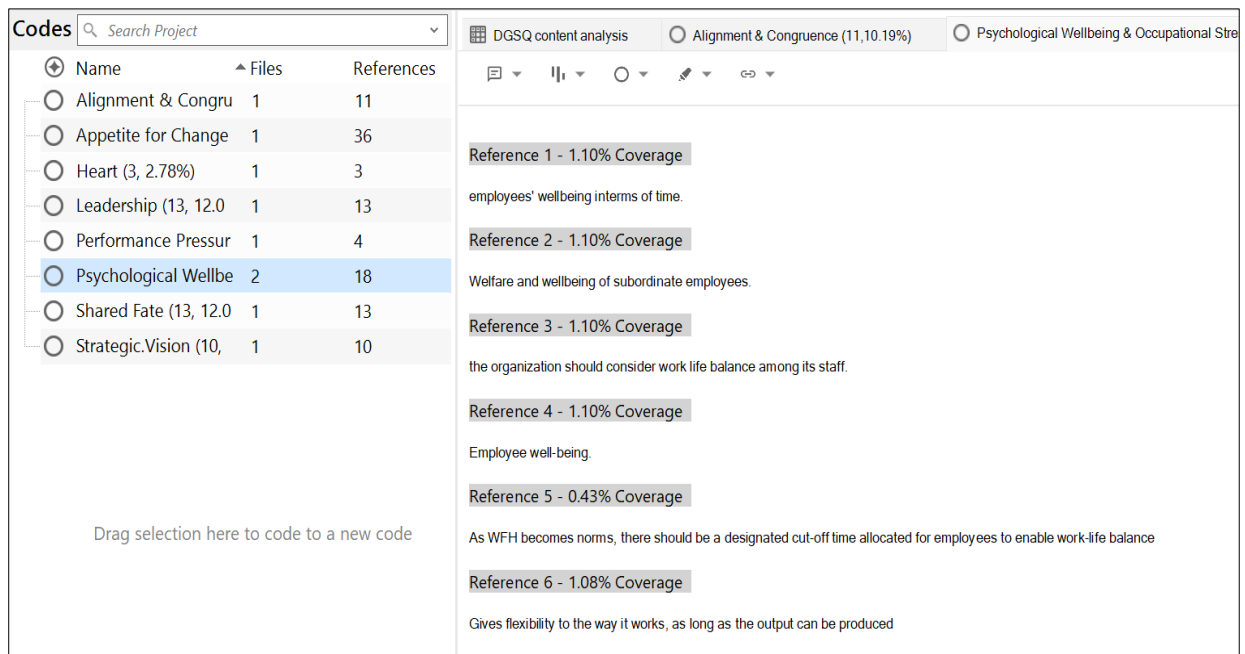 Codes Search Project
Name Files References
Alignment & Congru 1 11
Appetite for Change 1 36
Heart (3, 2.78%) 1 3
Leadership (13, 12.0 1 13
Performance Pressur 1 4
Psychological Wellbe 2 18
Shared Fate (13, 12.0 1 13
Strategic.Vision (10, 1 10
Drag selection here to code to a new code
DGSQ content analysis Alignment & Congruence (11,10.19%) Psychological Wellbeing & Occupational Stre
Reference 1 - 1.10% Coverage
employees' wellbeing interms of time.
Reference 2 - 1.10% Coverage
Welfare and wellbeing of subordinate employees.
Reference 3 - 1.10% Coverage
the organization should consider work life balance among its staff.
Reference 4 - 1.10% Coverage
Employee well-being.
Reference 5 - 0.43% Coverage
As WFH becomes norms, there should be a designated cut-off time allocated for employees to enable work-life balance
Reference 6 - 1.08% Coverage
Gives flexibility to the way it works, as long as the output can be produced